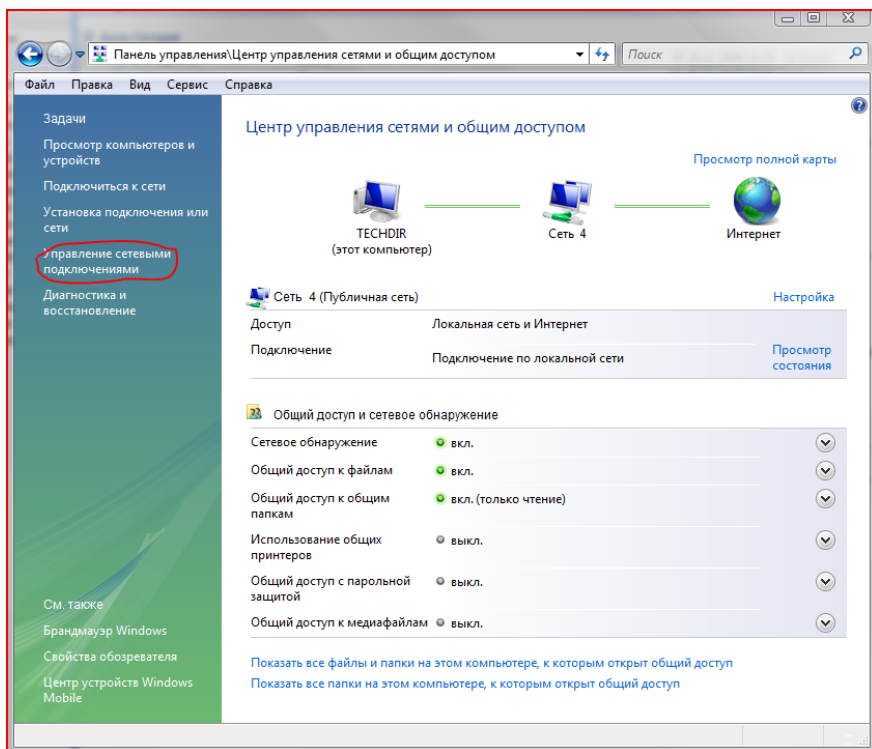 Панель управления\Центр управления сетями и общим доступом
Поиск
Файл Правка Вид Сервис Справка
Задачи
Просмотр компьютеров и
устройств
Подключиться к сети
Установка подключения или
сети
Управление сетевыми
подключениями
Диагностика и
восстановление
См. также
Брандмауэр Windows
Свойства обозревателя
Центр устройств Windows
Mobile
Центр управления сетями и общим доступом
Просмотр полной карты
TECHDIR
(этот компьютер)
Сеть 4
Интернет
Сеть 4 (Публичная сеть)
Настройка
Доступ
Локальная сеть и Интернет
Подключение
Подключение по локальной сети
Просмотр
состояния
Общий доступ и сетевое обнаружение
Сетевое обнаружение
вкл.
Общий доступ к файлам
вкл.
Общий доступ к общим
папкам
вкл. (только чтение)
Использование общих
принтеров
выкл.
Общий доступ с парольной
защитой
выкл.
Общий доступ к медиафайлам
выкл.
Показать все файлы и папки на этом компьютере, к которым открыт общий доступ
Показать все папки на этом компьютере, к которым открыт общий доступ